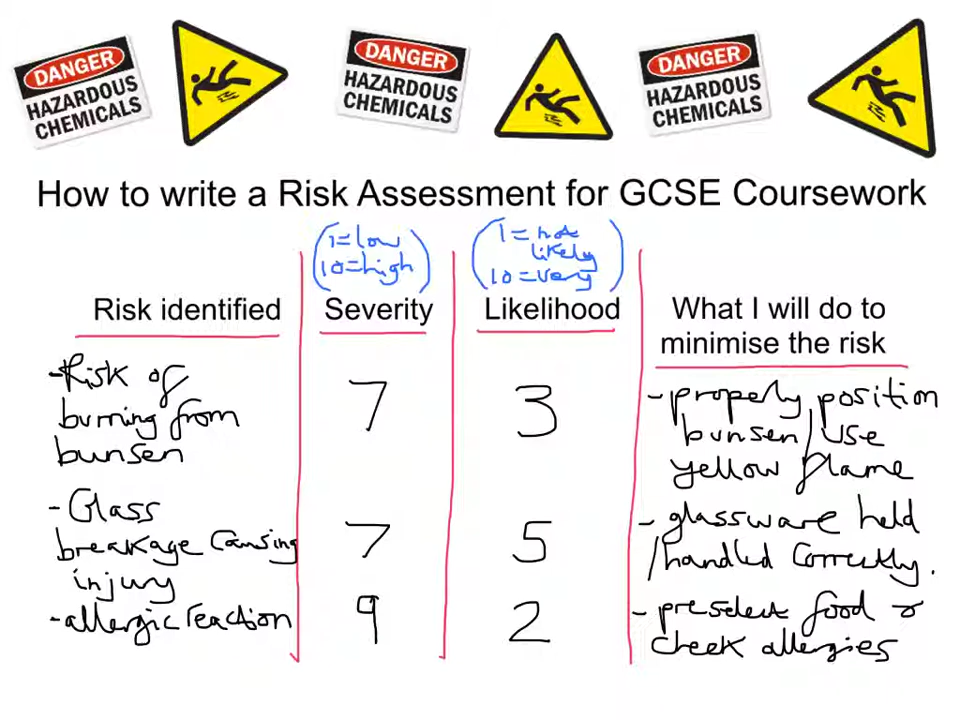 DANGER
HAZARDOUS
CHEMICALS
DANGER
HAZARDOUS
CHEMICALS
DANGER
HAZARDOUS
CHEMICALS
How to write a Risk Assessment for GCSE Coursework
(1=low
10=high)
(1=not
likely
10=very)
Risk identified
Severity
Likelihood
What I will do to
minimise the risk
-Risk of
burning from
bunsen
7
3
-properly position
bunsen/use
yellow flame
-Glass
breakage causing
injury
7
5
-glassware held
/handled correctly.
-allergic reaction
9
2
-preselect food or
check allergies